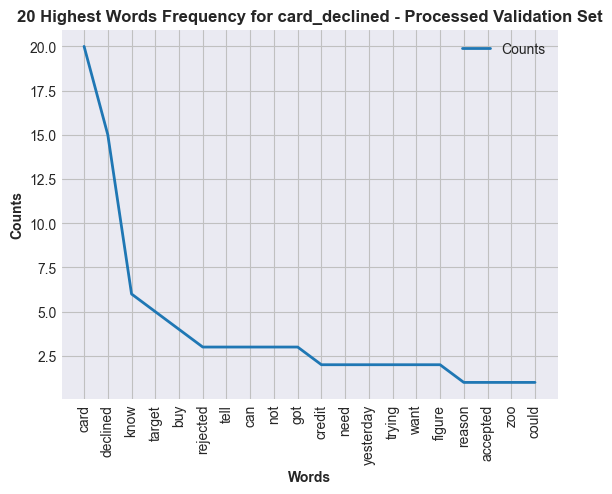 20 Highest Words Frequency for card_declined - Processed Validation Set
Counts
20.0
17.5
15.0
12.5
10.0
7.5
5.0
2.5
Counts
card
declined
know
target
buy
rejected
tell
can
not
got
credit
need
yesterday
trying
want
figure
reason
accepted
zoo
could
Words